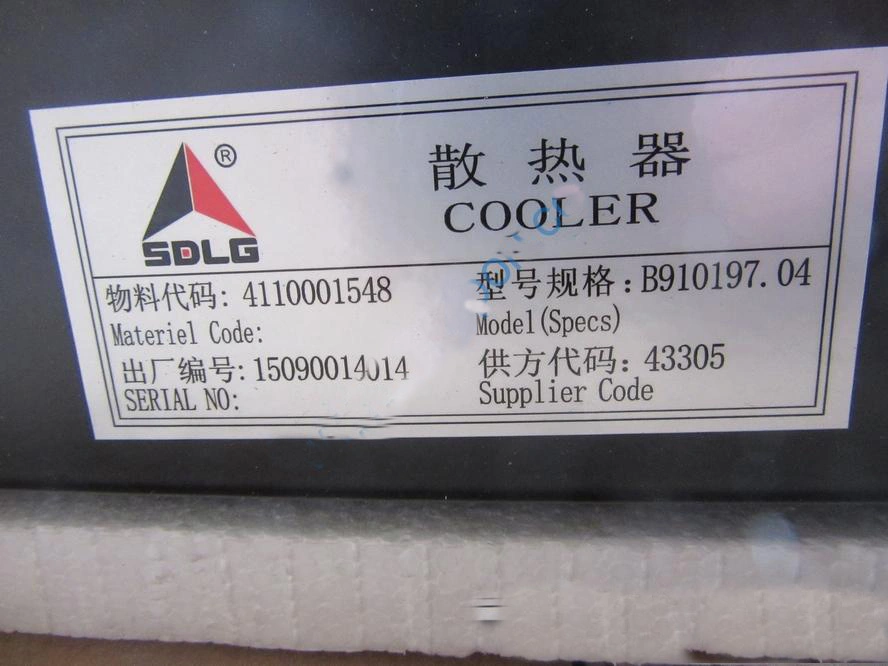 ®
SDLG
散热器
COOLER
物料代码: 4110001548
Materiel Code:
型号规格: B910197.04
Model(Specs)
出厂编号: 15090014014
SERIAL NO:
供方代码: 43305
Supplier Code